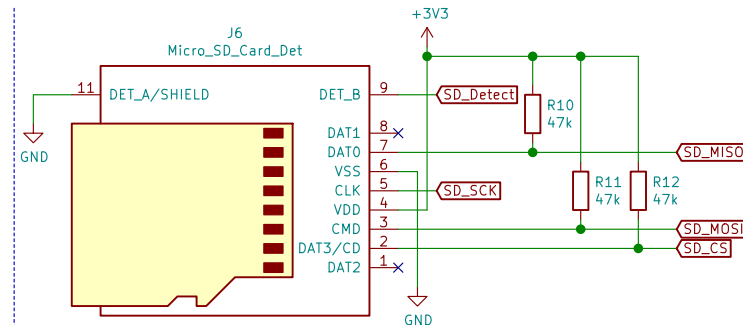 +3V3
J6
Micro_SD_Card_Det
11
DET_A/SHIELD
DET_B
9
SD_Detect
R10
47k
DAT1
8
DAT0
7
SD_MISO
VSS
6
CLK
5
SD_SCK
R11
47k
R12
47k
VDD
4
CMD
3
SD_MOSI
DAT3/CD
2
SD_CS
DAT2
1
GND
GND